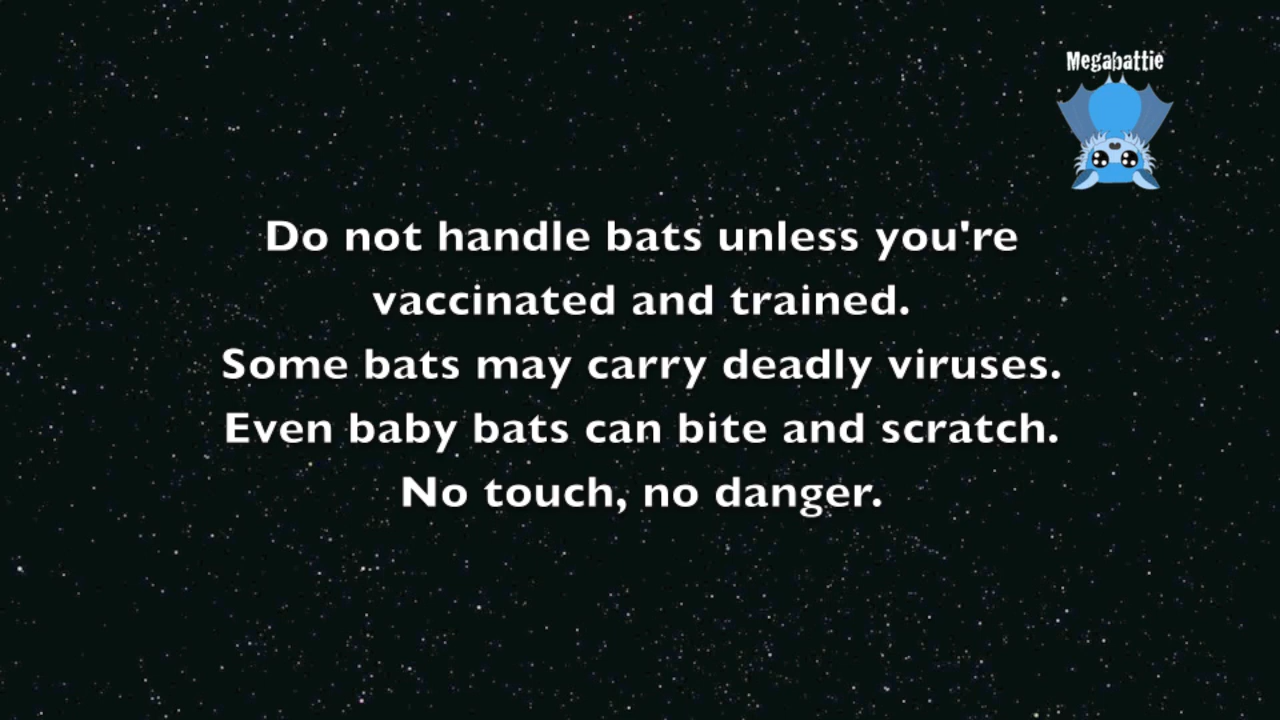 Megabattie
Do not handle bats unless you're
vaccinated and trained.
Some bats may carry deadly viruses.
Even baby bats can bite and scratch.
No touch, no danger.